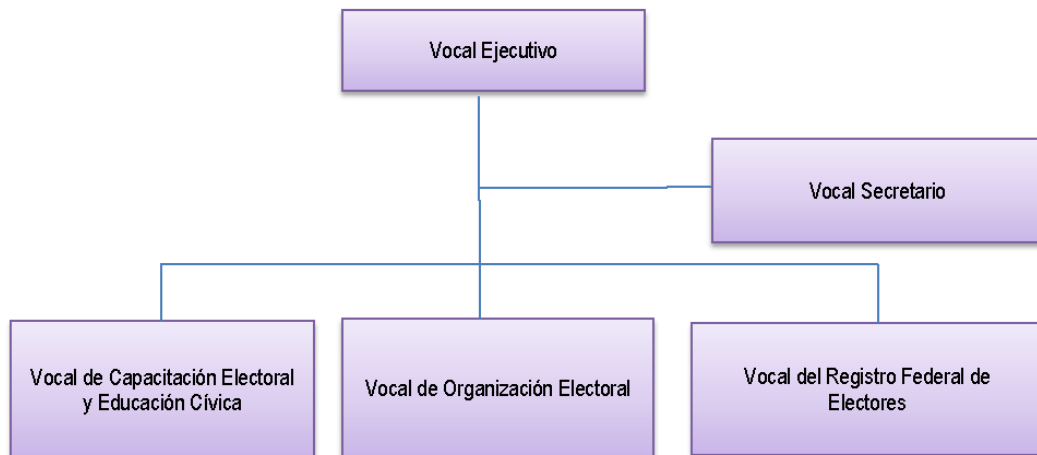 Vocal Ejecutivo
Vocal Secretario
Vocal de Capacitación Electoral
y Educación Cívica
Vocal de Organización Electoral
Vocal del Registro Federal de
Electores